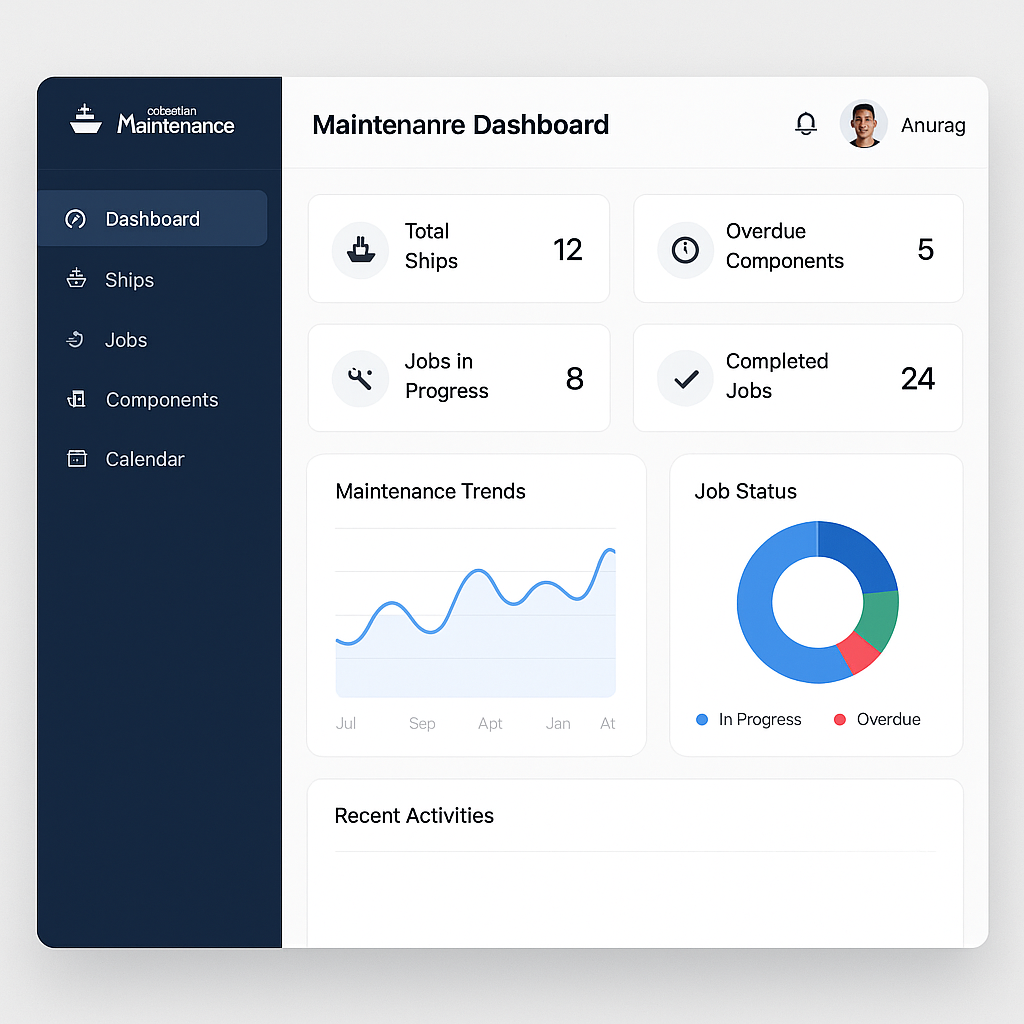 cobeetian
Maintenance
Maintenanre Dashboard
Anurag
Dashboard
Ships
Jobs
Components
Calendar
Total
Ships
12
Overdue
Components
5
Jobs in
Progress
8
Completed
Jobs
24
Maintenance Trends
Jul Sep Apt Jan At
Job Status
In Progress Overdue
Recent Activities